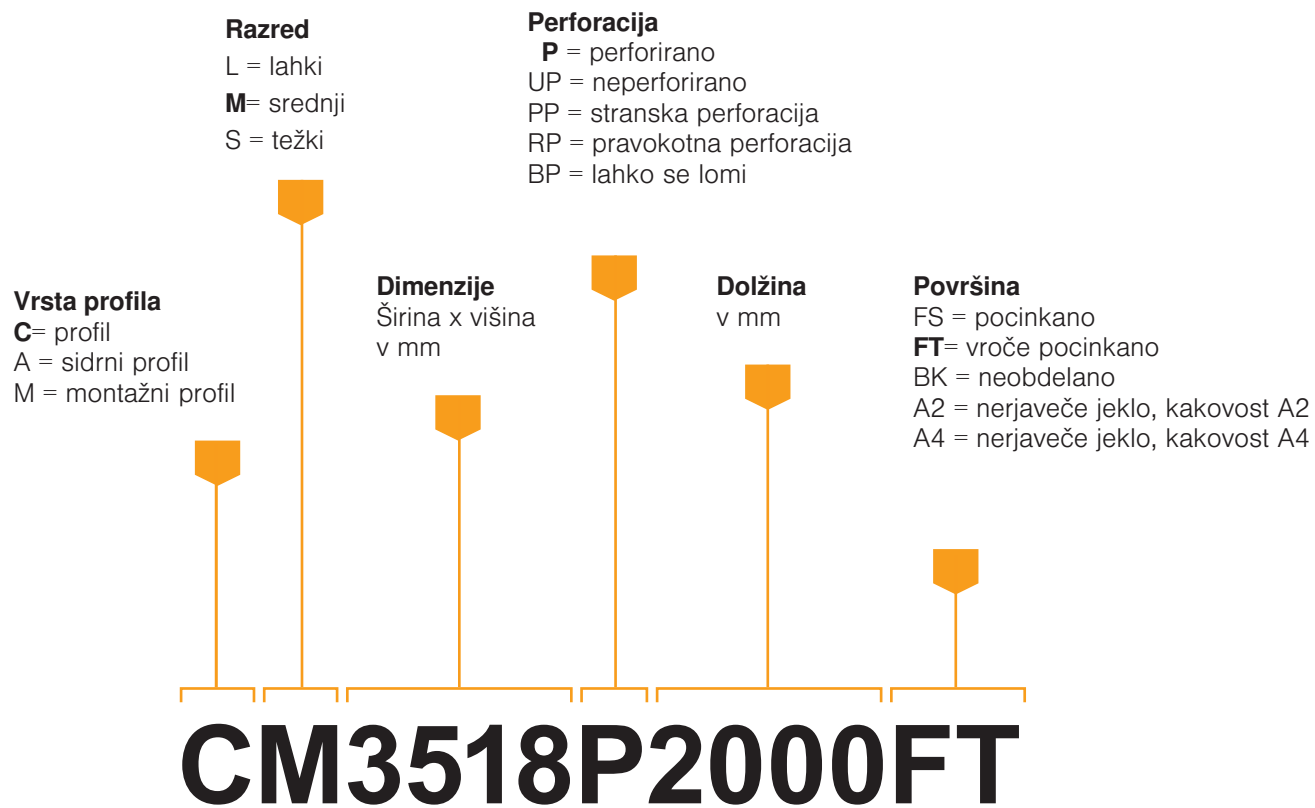 Razred
L = lahki
M= srednji
S = težki
Perforacija
P = perforirano
UP = neperforirano
PP = stranska perforacija
RP = pravokotna perforacija
BP = lahko se lomi
Vrsta profila
C= profil
A = sidrni profil
M = montažni profil
Dimenzije
Širina x višina
v mm
Dolžina
v mm
Površina
FS = pocinkano
FT= vroče pocinkano
BK = neobdelano
A2 = nerjaveče jeklo, kakovost A2
A4 = nerjaveče jeklo, kakovost A4
CM3518P2000FT